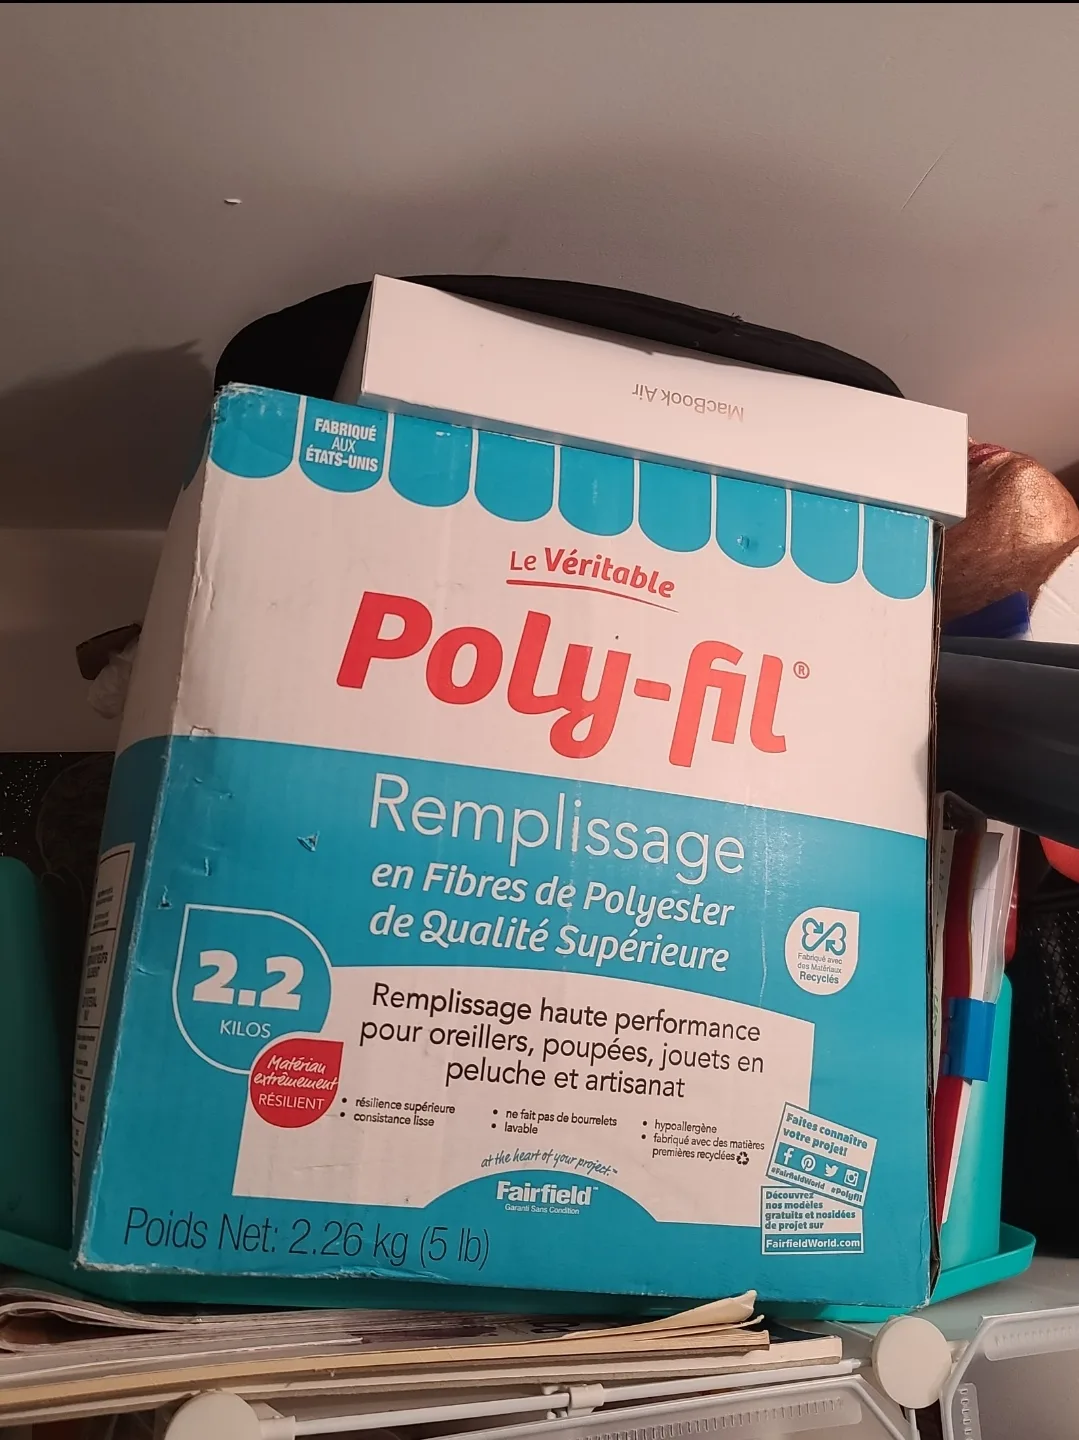 MacBook Air
FABRIQUÉ
AUX
ÉTATS-UNIS
Le Véritable
Poly-fil®
Remplissage
en Fibres de Polyester
de Qualité Supérieure
Fabriqué avec
des Matériaux
Recyclés
2.2
KILOS
Matériau
extrêmement
RÉSILIENT
Remplissage haute performance
pour oreillers, poupées, jouets en
peluche et artisanat
• résilience supérieure
• consistance lisse
• ne fait pas de bourrelets
• lavable
• hypoallergène
• fabriqué avec des matières
premières recyclées
at the heart of your project.™
Fairfield™
Garanti Sans Condition
Faites connaître
votre projet!
#FairfieldWorld #Polyfil
Découvrez
nos modèles
gratuits et nosidées
de projet sur
FairfieldWorld.com
Poids Net: 2.26 kg (5 lb)